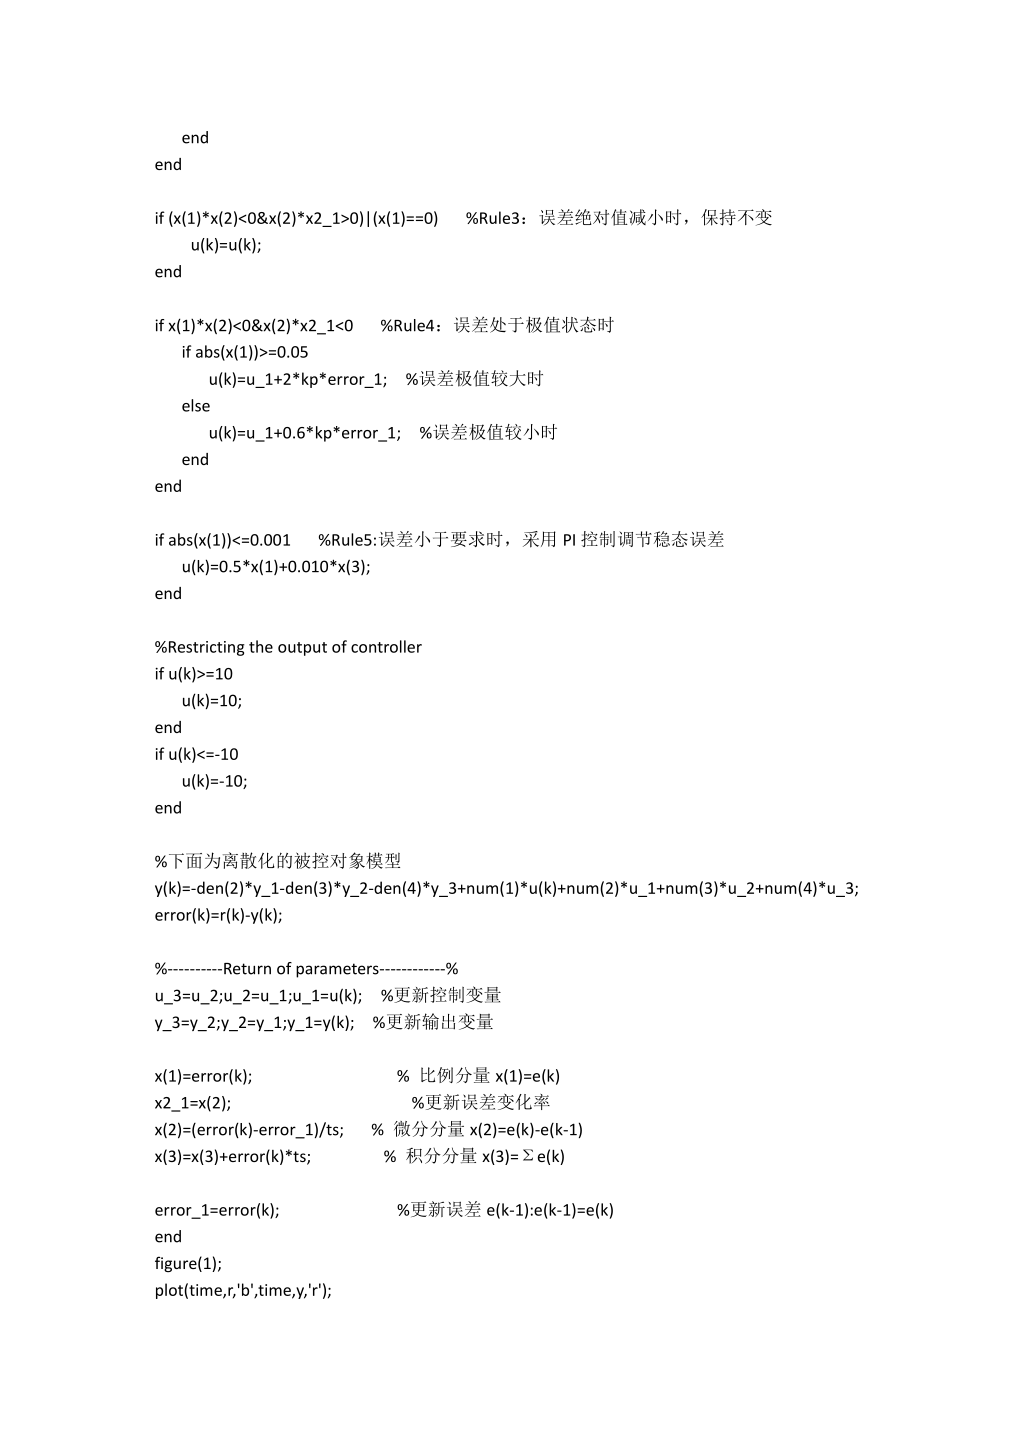 end
end
if (x(1)*x(2)<0&x(2)*x2_1>0)|(x(1)==0) %Rule3：误差绝对值减小时，保持不变
u(k)=u(k);
end
if x(1)*x(2)<0&x(2)*x2_1<0 %Rule4：误差处于极值状态时
if abs(x(1))>=0.05
u(k)=u_1+2*kp*error_1; %误差极值较大时
else
u(k)=u_1+0.6*kp*error_1; %误差极值较小时
end
end
if abs(x(1))<=0.001 %Rule5:误差小于要求时，采用 PI 控制调节稳态误差
u(k)=0.5*x(1)+0.010*x(3);
end
%Restricting the output of controller
if u(k)>=10
u(k)=10;
end
if u(k)<=-10
u(k)=-10;
end
%下面为离散化的被控对象模型
y(k)=-den(2)*y_1-den(3)*y_2-den(4)*y_3+num(1)*u(k)+num(2)*u_1+num(3)*u_2+num(4)*u_3;
error(k)=r(k)-y(k);
%----------Return of parameters------------%
u_3=u_2;u_2=u_1;u_1=u(k); %更新控制变量
y_3=y_2;y_2=y_1;y_1=y(k); %更新输出变量
x(1)=error(k); % 比例分量 x(1)=e(k)
x2_1=x(2); %更新误差变化率
x(2)=(error(k)-error_1)/ts; % 微分分量 x(2)=e(k)-e(k-1)
x(3)=x(3)+error(k)*ts; % 积分分量 x(3)=Σe(k)
error_1=error(k); %更新误差 e(k-1):e(k-1)=e(k)
end
figure(1);
plot(time,r,'b',time,y,'r');